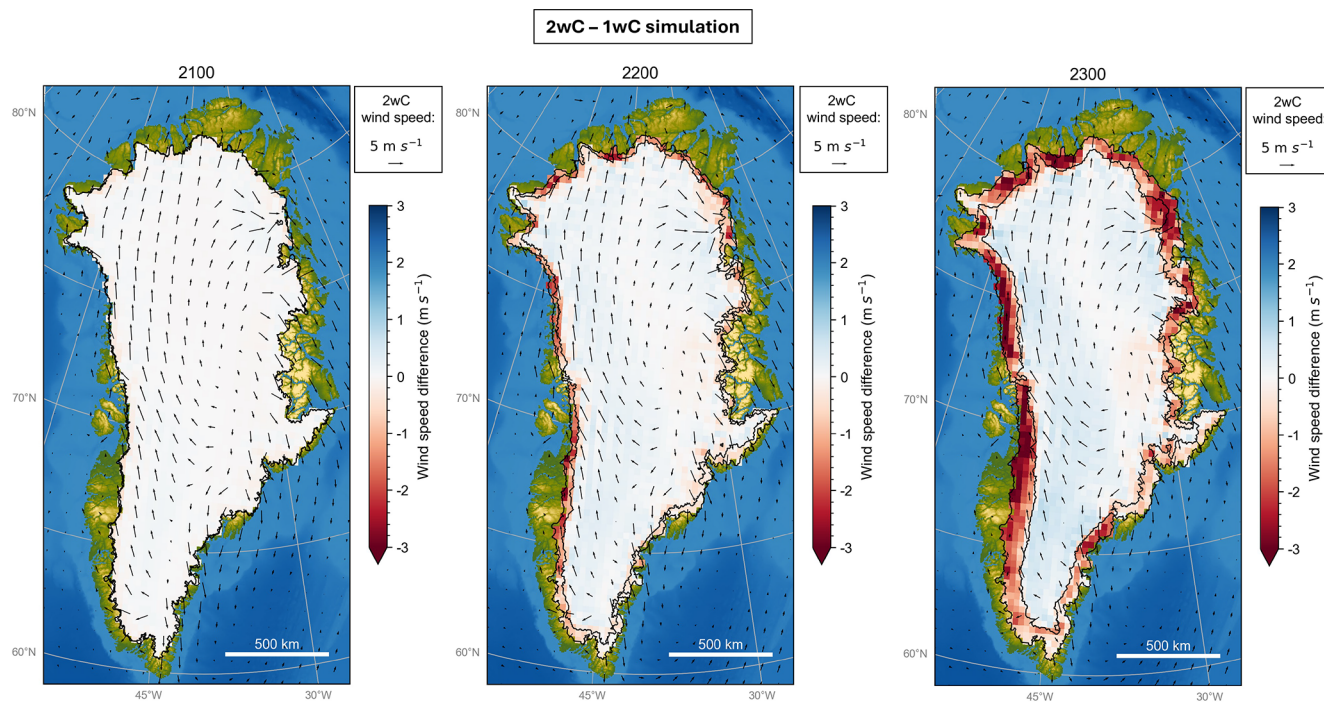 2wC – 1wC simulation
2100
2wC
wind speed:
5 m s⁻¹
80°N
70°N
60°N
45°W
30°W
500 km
3
2
1
0
-1
-2
-3
Wind speed difference (m s⁻¹)
2200
2wC
wind speed:
5 m s⁻¹
80°N
70°N
60°N
45°W
30°W
500 km
3
2
1
0
-1
-2
-3
Wind speed difference (m s⁻¹)
2300
2wC
wind speed:
5 m s⁻¹
80°N
70°N
60°N
45°W
30°W
500 km
3
2
1
0
-1
-2
-3
Wind speed difference (m s⁻¹)